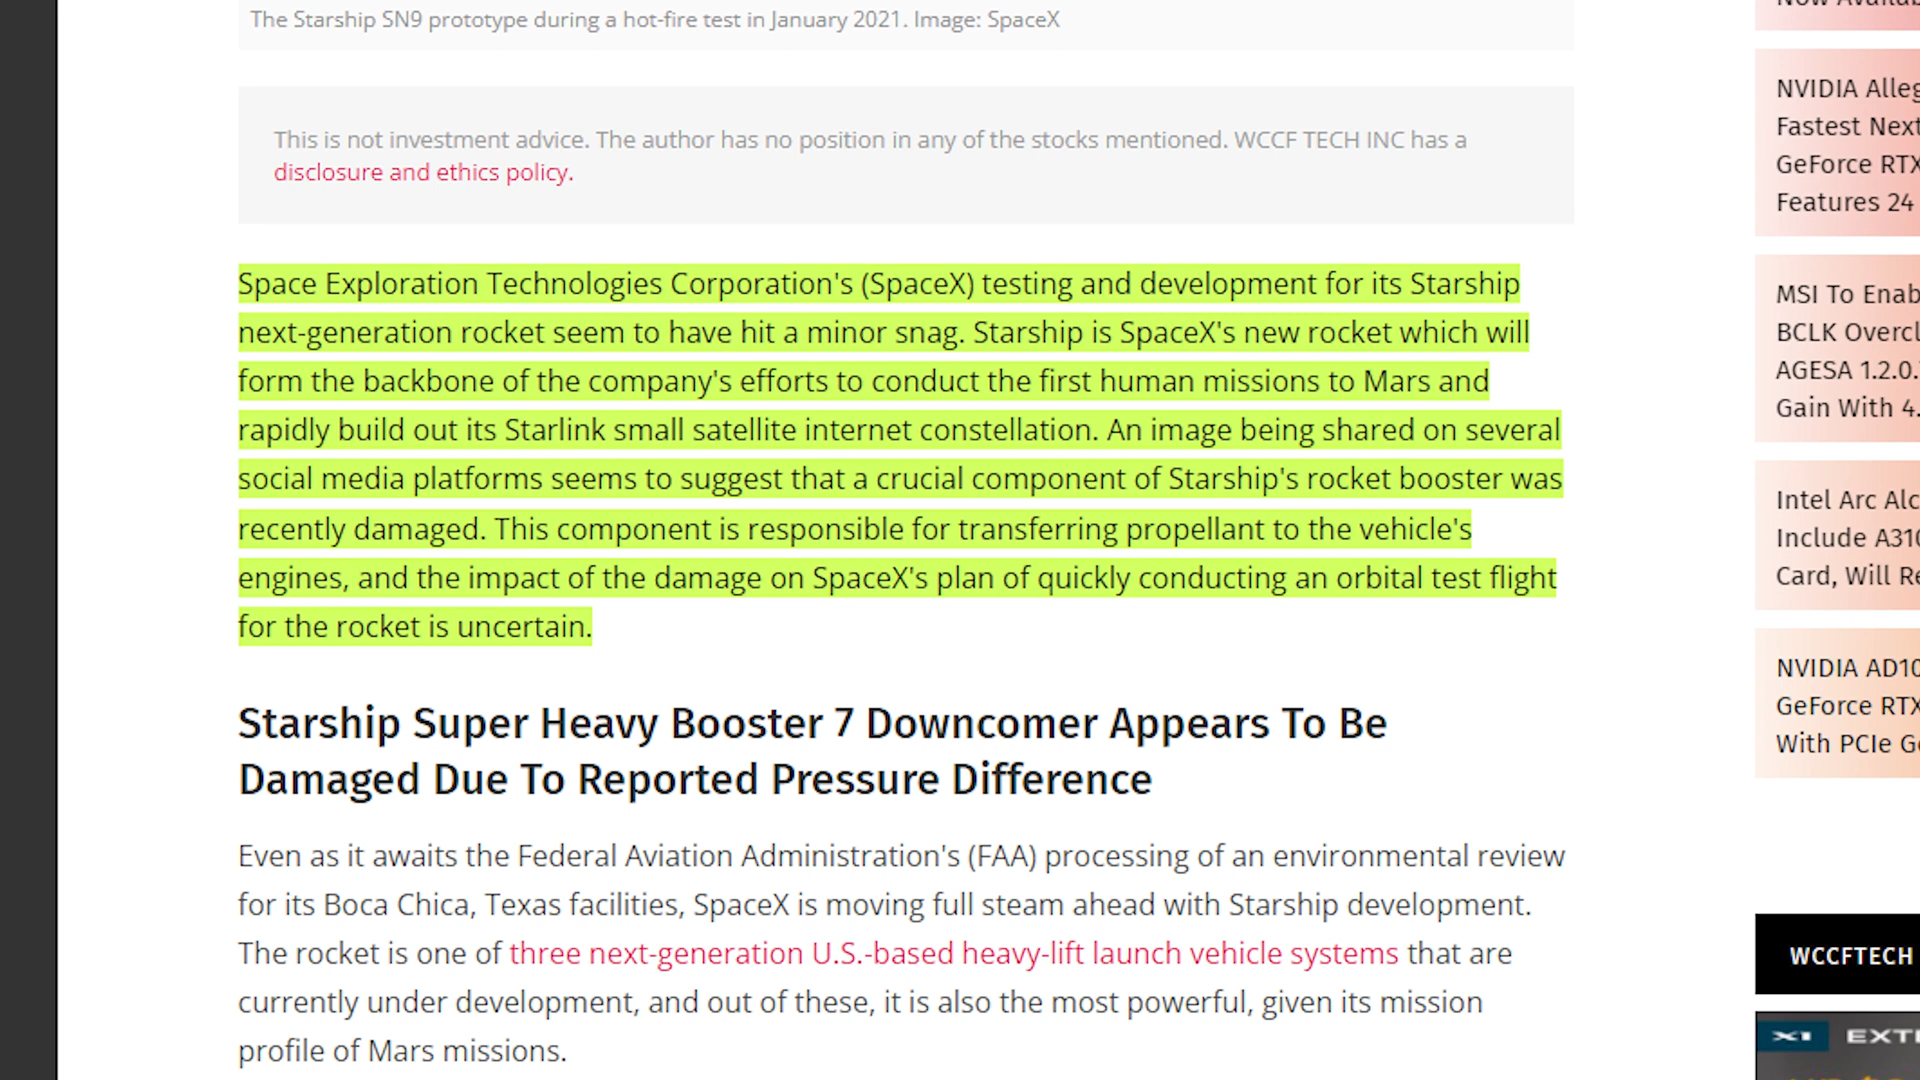 The Starship SN9 prototype during a hot-fire test in January 2021. Image: SpaceX
This is not investment advice. The author has no position in any of the stocks mentioned. WCCF TECH INC has a
disclosure and ethics policy.
Space Exploration Technologies Corporation's (SpaceX) testing and development for its Starship
next-generation rocket seem to have hit a minor snag. Starship is SpaceX's new rocket which will
form the backbone of the company's efforts to conduct the first human missions to Mars and
rapidly build out its Starlink small satellite internet constellation. An image being shared on several
social media platforms seems to suggest that a crucial component of Starship's rocket booster was
recently damaged. This component is responsible for transferring propellant to the vehicle's
engines, and the impact of the damage on SpaceX's plan of quickly conducting an orbital test flight
for the rocket is uncertain.
Starship Super Heavy Booster 7 Downcomer Appears To Be
Damaged Due To Reported Pressure Difference
Even as it awaits the Federal Aviation Administration's (FAA) processing of an environmental review
for its Boca Chica, Texas facilities, SpaceX is moving full steam ahead with Starship development.
The rocket is one of three next-generation U.S.-based heavy-lift launch vehicle systems that are
currently under development, and out of these, it is also the most powerful, given its mission
profile of Mars missions.
NVIDIA Alleg
Fastest Next
GeForce RTX
Features 24
MSI To Enab
BCLK Overcl
AGESA 1.2.0.
Gain With 4.
Intel Arc Alc
Include A310
Card, Will Re
NVIDIA AD10
GeForce RTX
With PCIe Ge
WCCFTECH
EXT